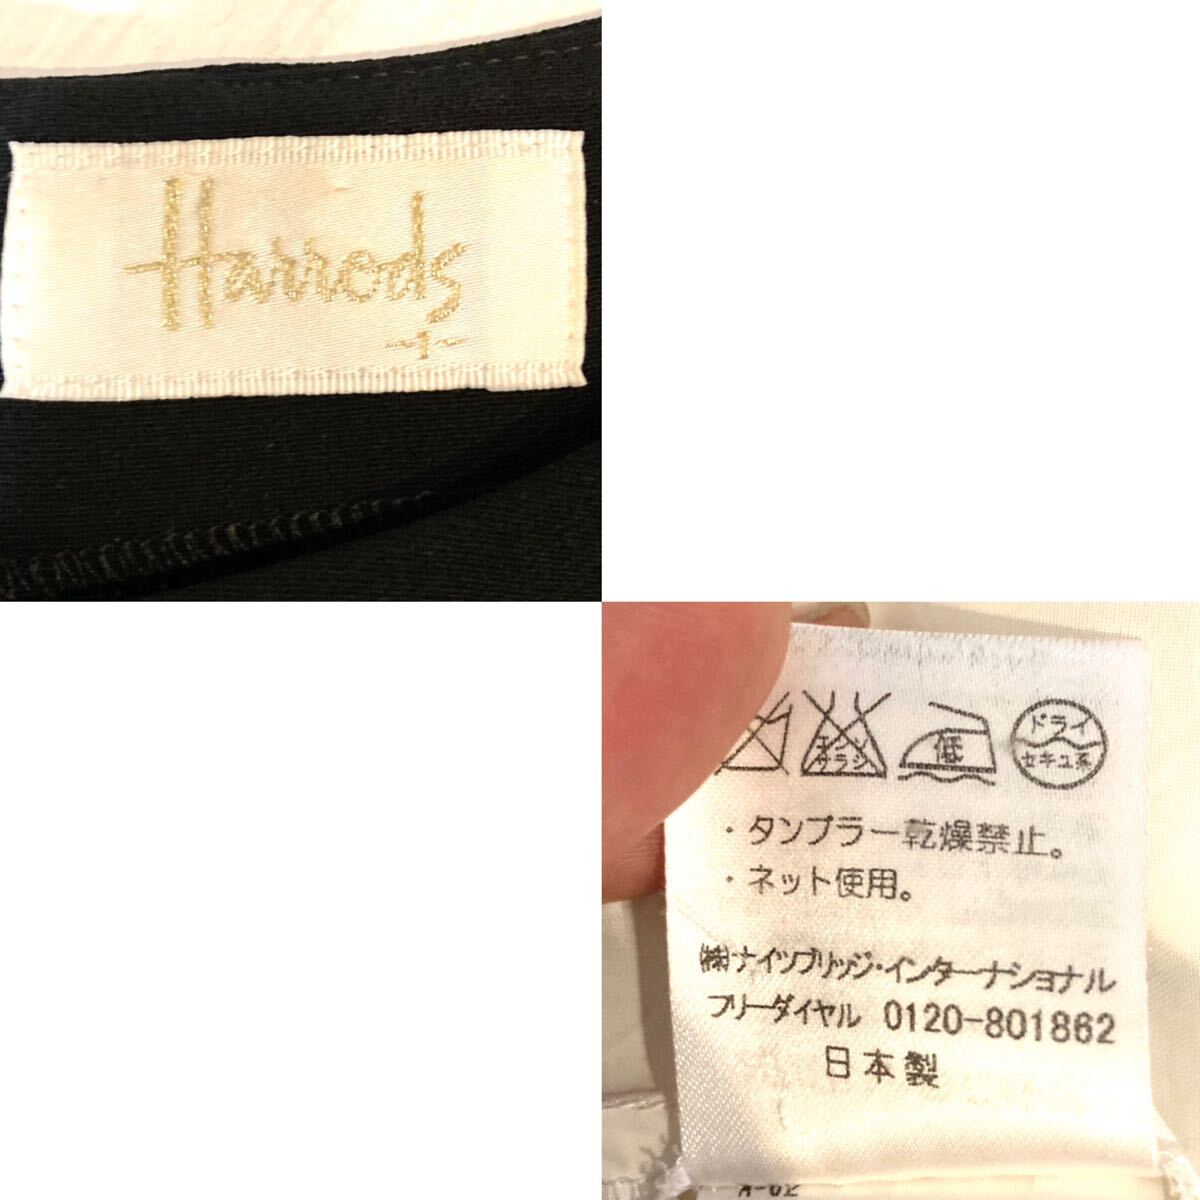 Harrods
-1-
エンソ
サラシ
低
ドライ
セキユ系
・タンブラー乾燥禁止。
・ネット使用。
(株)ナイツブリッジ・インターナショナル
フリーダイヤル 0120-801862
日本製